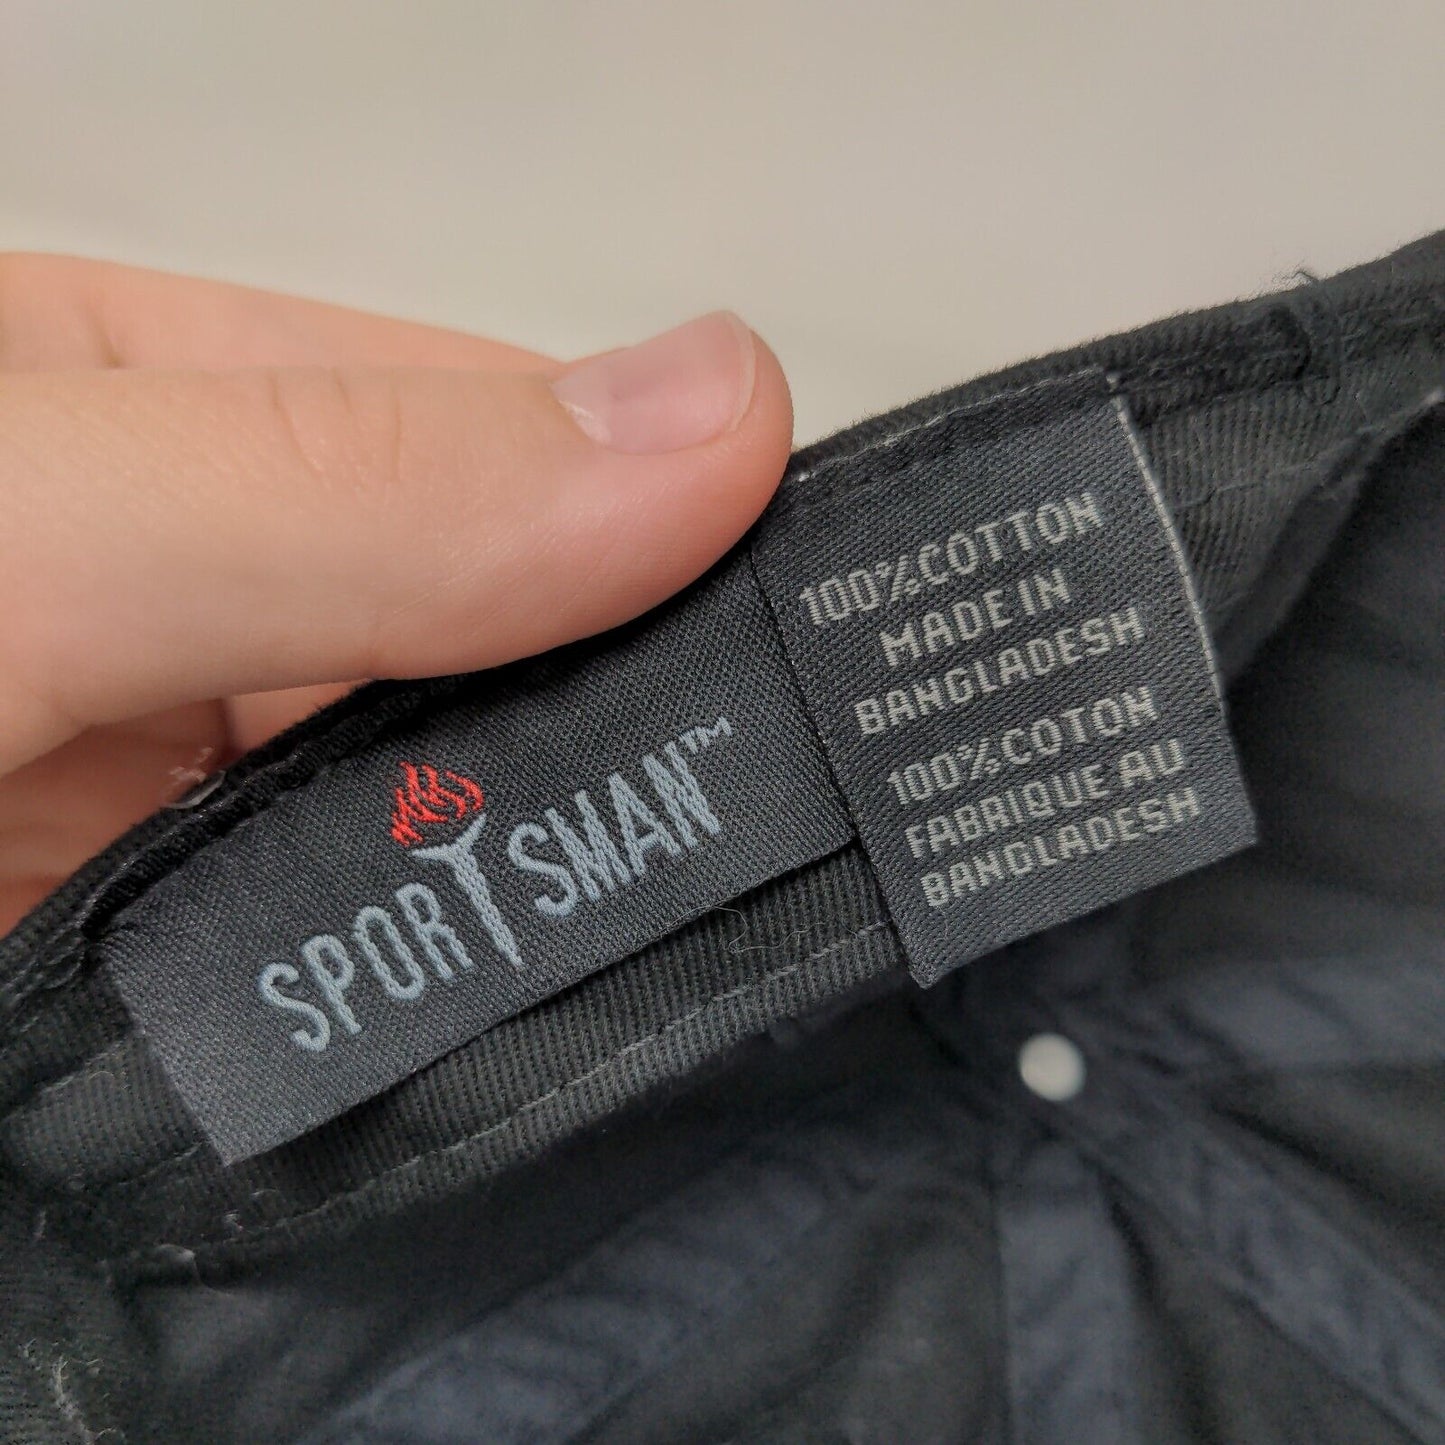 SPORTSMAN™
100%COTTON
MADE IN
BANGLADESH
100%COTON
FABRIQUE AU
BANGLADESH